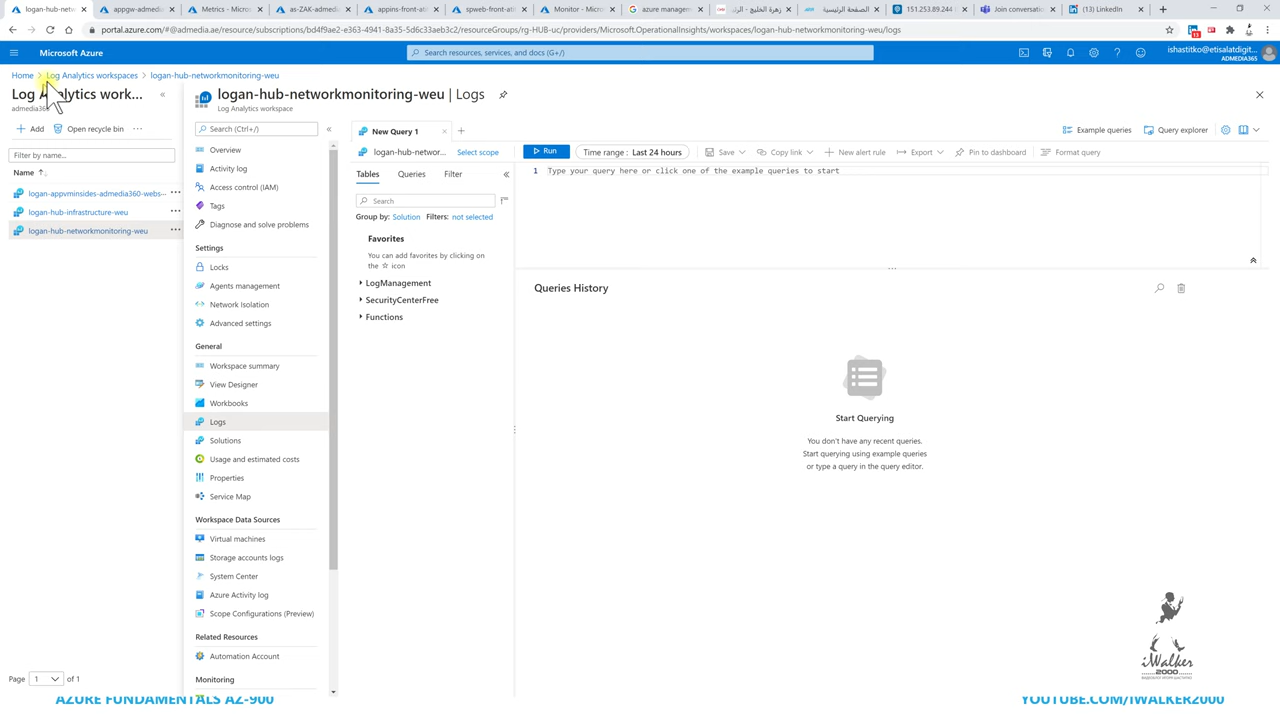 logan-hub-netw
appgw-admedia
Metrics - Micros
as-ZAK-admedi
appins-front-alt
spweb-front-alt
Monitor - Micros
azure managem
الصفحة الرئيسية
151.253.89.244
Join conversatio
(13) LinkedIn
portal.azure.com/#@admedia.ae/resource/subscriptions/bd4f9ae2-e363-4941-8a35-5d6c33aeb3c2/resourceGroups/rg-HUB-uc/providers/Microsoft.OperationalInsights/workspaces/logan-hub-networkmonitoring-weu/logs
13
Microsoft Azure
Search resources, services, and docs (G+/)
ishastitko@etisalatdigit...
ADMEDIA365
Home > Log Analytics workspaces > logan-hub-networkmonitoring-weu
Log Analytics work...
admedia365
Add
Open recycle bin
Filter by name...
Name
logan-appvminsides-admedia360-webs...
logan-hub-infrastructure-weu
logan-hub-networkmonitoring-weu
Page 1 of 1
logan-hub-networkmonitoring-weu | Logs
Log Analytics workspace
Search (Ctrl+/)
Overview
Activity log
Access control (IAM)
Tags
Diagnose and solve problems
Settings
Locks
Agents management
Network Isolation
Advanced settings
General
Workspace summary
View Designer
Workbooks
Logs
Solutions
Usage and estimated costs
Properties
Service Map
Workspace Data Sources
Virtual machines
Storage accounts logs
System Center
Azure Activity log
Scope Configurations (Preview)
Related Resources
Automation Account
Monitoring
New Query 1
Example queries
Query explorer
logan-hub-networ...
Select scope
Run
Time range : Last 24 hours
Save
Copy link
New alert rule
Export
Pin to dashboard
Format query
Tables
Queries
Filter
Search
Group by: Solution
Filters: not selected
Favorites
You can add favorites by clicking on
the ☆ icon
LogManagement
SecurityCenterFree
Functions
1 Type your query here or click one of the example queries to start
Queries History
Start Querying
You don't have any recent queries.
Start querying using example queries
or type a query in the query editor.
iWalker
2000
AZURE FUNDAMENTALS AZ-900
YOUTUBE.COM/IWALKER2000